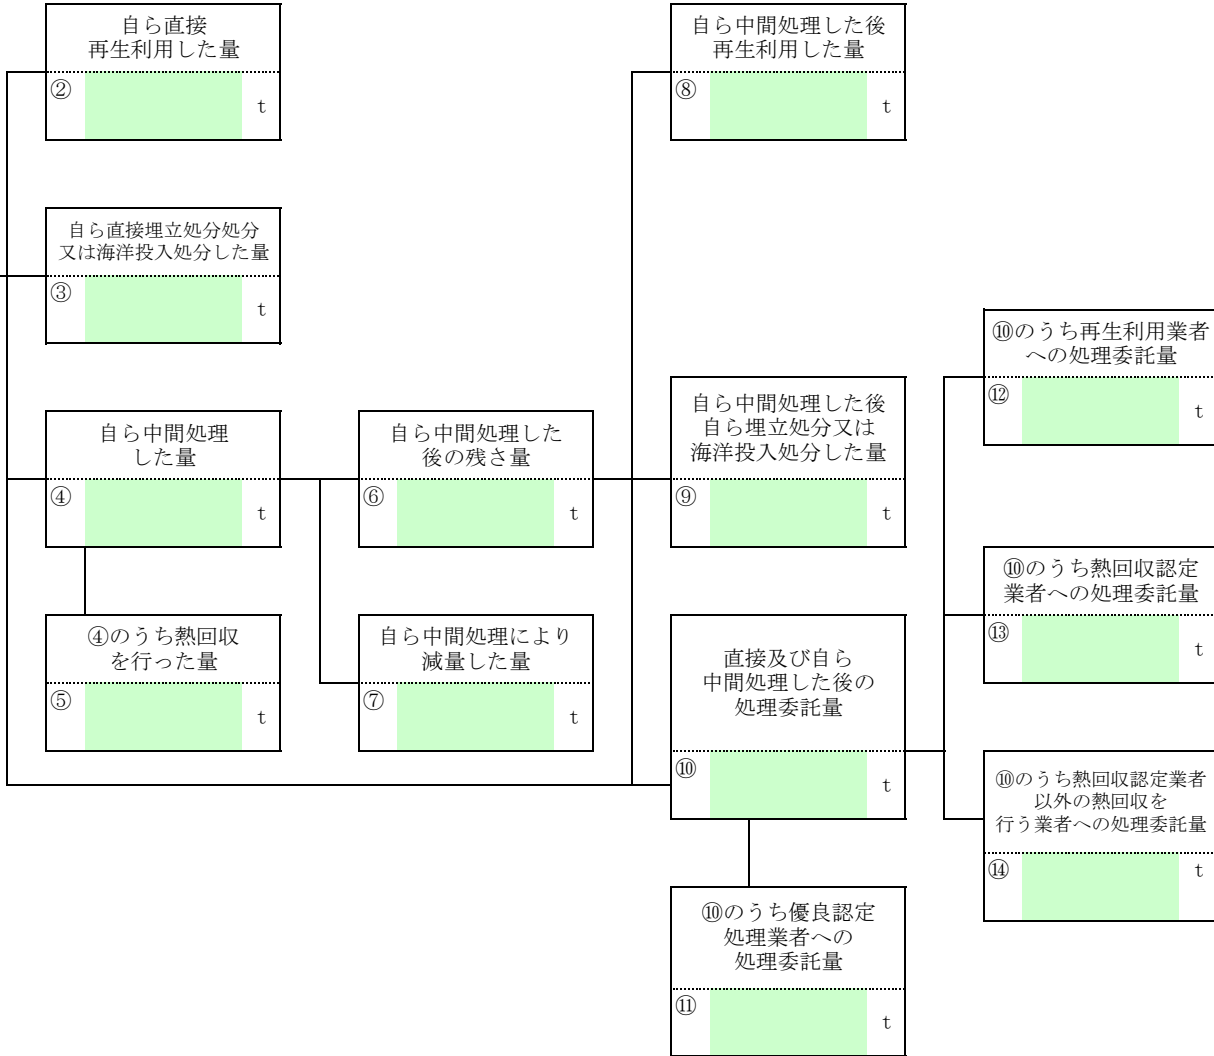 自ら直接
再生利用した量
②
t
自ら中間処理した後
再生利用した量
⑧
t
自ら直接埋立処分処分
又は海洋投入処分した量
③
t
⑩のうち再生利用業者
への処理委託量
⑫
t
自ら中間処理
した量
④
t
自ら中間処理した
後の残さ量
⑥
t
自ら中間処理した後
自ら埋立処分又は
海洋投入処分した量
⑨
t
⑩のうち熱回収認定
業者への処理委託量
⑬
t
④のうち熱回収
を行った量
⑤
t
自ら中間処理により
減量した量
⑦
t
直接及び自ら
中間処理した後の
処理委託量
⑩
t
⑩のうち熱回収認定業者
以外の熱回収を
行う業者への処理委託量
⑭
t
⑩のうち優良認定
処理業者への
処理委託量
⑪
t